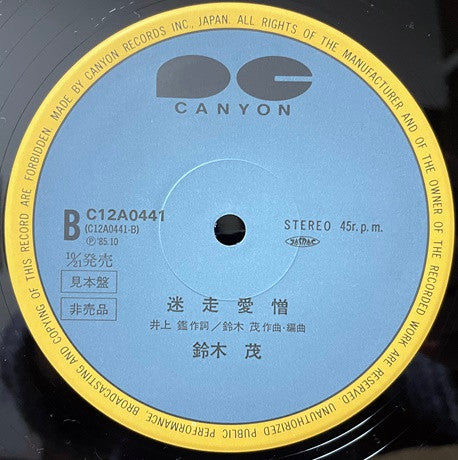 MADE BY CANYON RECORDS INC., JAPAN. ALL RIGHTS OF THE MANUFACTURER AND OF THE OWNER OF THE RECORDED WORK ARE RESERVED. UNAUTHORIZED PUBLIC PERFORMANCE, BROADCASTING AND COPYING OF THIS RECORD ARE FORBIDDEN.
CANYON
B C12A0441
(C12A0441-B)
Ⓟ'85.10
STEREO 45r.p.m.
10/21発売
見本盤
非売品
迷走愛憎
井上 鑑作詞/鈴木 茂作曲・編曲
鈴木 茂